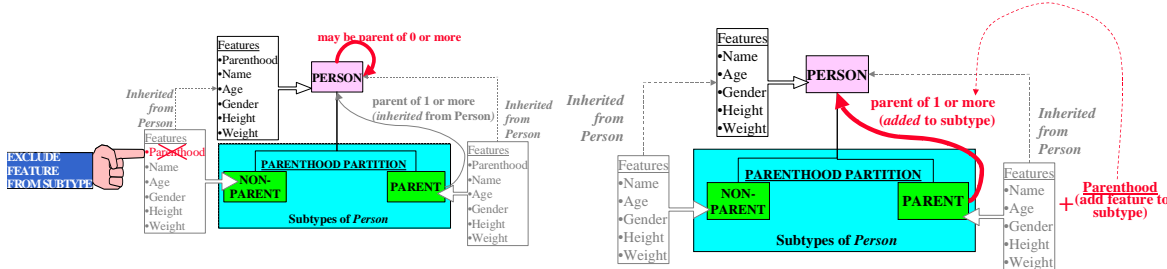 Features
•Parenthood
•Name
•Age
•Gender
•Height
•Weight
may be parent of 0 or more
PERSON
parent of 1 or more
(inherited from Person)
Inherited
from
Person
Inherited
from
Person
EXCLUDE
FEATURE
FROM SUBTYPE
Features
•Parenthood
•Name
•Age
•Gender
•Height
•Weight
PARENTHOOD PARTITION
NON-
PARENT
PARENT
Subtypes of Person
Features
•Parenthood
•Name
•Age
•Gender
•Height
•Weight
Features
•Name
•Age
•Gender
•Height
•Weight
PERSON
parent of 1 or more
(added to subtype)
Inherited
from
Person
Inherited
from
Person
Features
•Name
•Age
•Gender
•Height
•Weight
PARENTHOOD PARTITION
NON-
PARENT
PARENT
Subtypes of Person
Features
•Name
•Age
•Gender
•Height
•Weight
+
Parenthood
(add feature to
subtype)